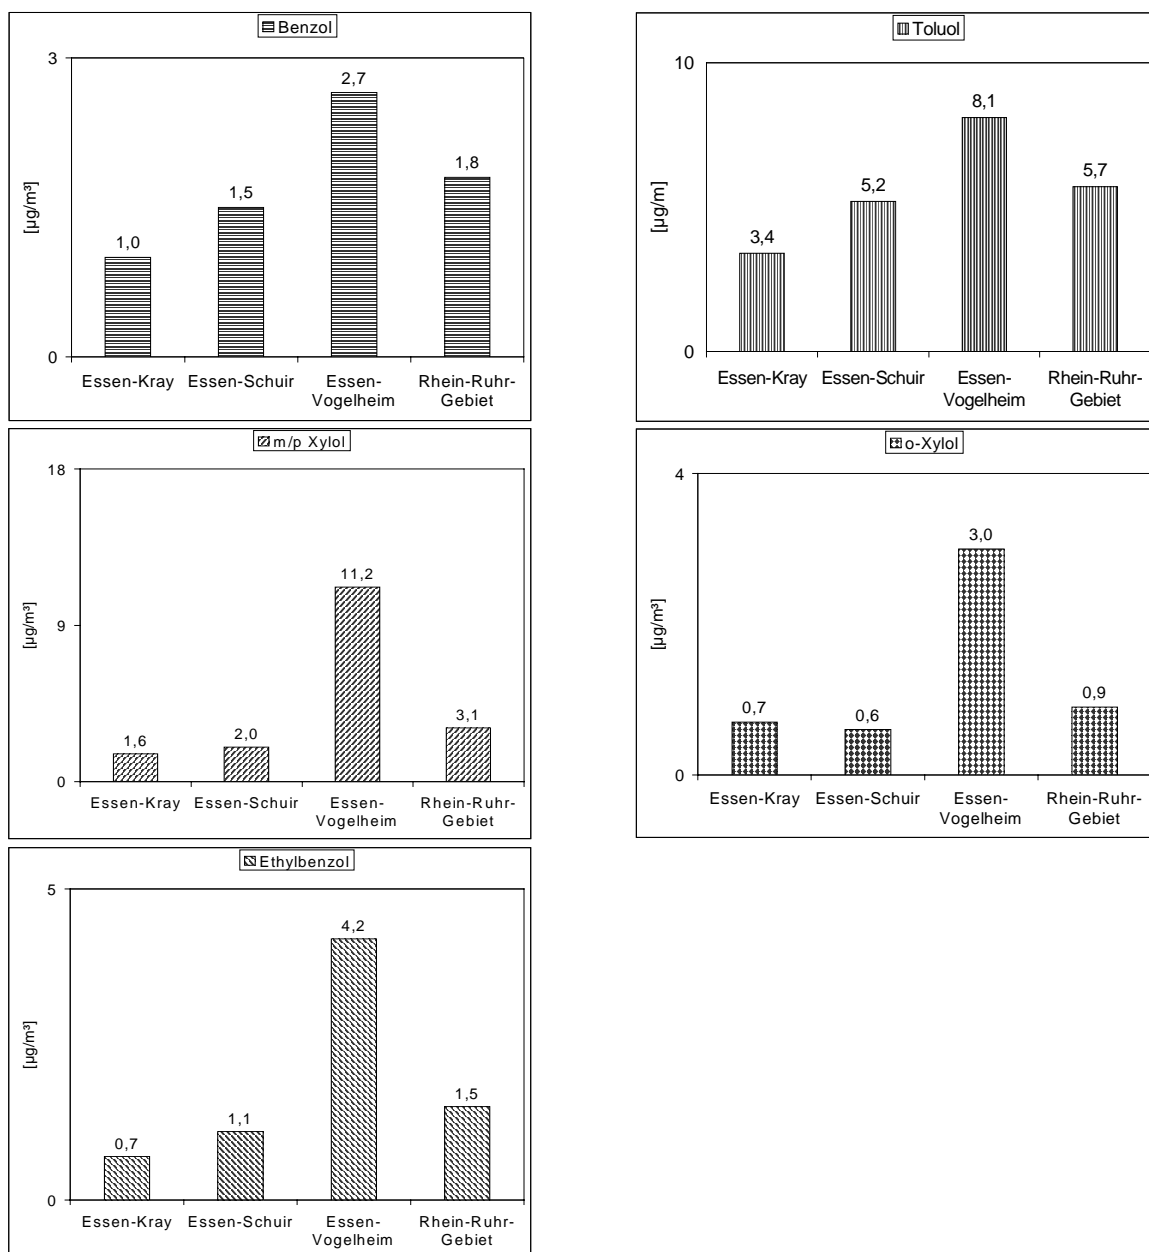 Benzol
3
2,7
1,8
1,5
1,0
[µg/m³]
0
Essen-Kray Essen-Schuir Essen- Rhein-Ruhr-
Vogelheim Gebiet
Toluol
10
8,1
5,7
5,2
3,4
[µg/m]
0
Essen-Kray Essen-Schuir Essen- Rhein-Ruhr-
Vogelheim Gebiet
m/p Xylol
18
11,2
9
3,1
2,0
1,6
[µg/m³]
0
Essen-Kray Essen-Schuir Essen- Rhein-Ruhr-
Vogelheim Gebiet
o-Xylol
4
3,0
0,9
0,7
0,6
[µg/m³]
0
Essen-Kray Essen-Schuir Essen- Rhein-Ruhr-
Vogelheim Gebiet
Ethylbenzol
5
4,2
1,5
1,1
0,7
[µg/m³]
0
Essen-Kray Essen-Schuir Essen- Rhein-Ruhr-
Vogelheim Gebiet